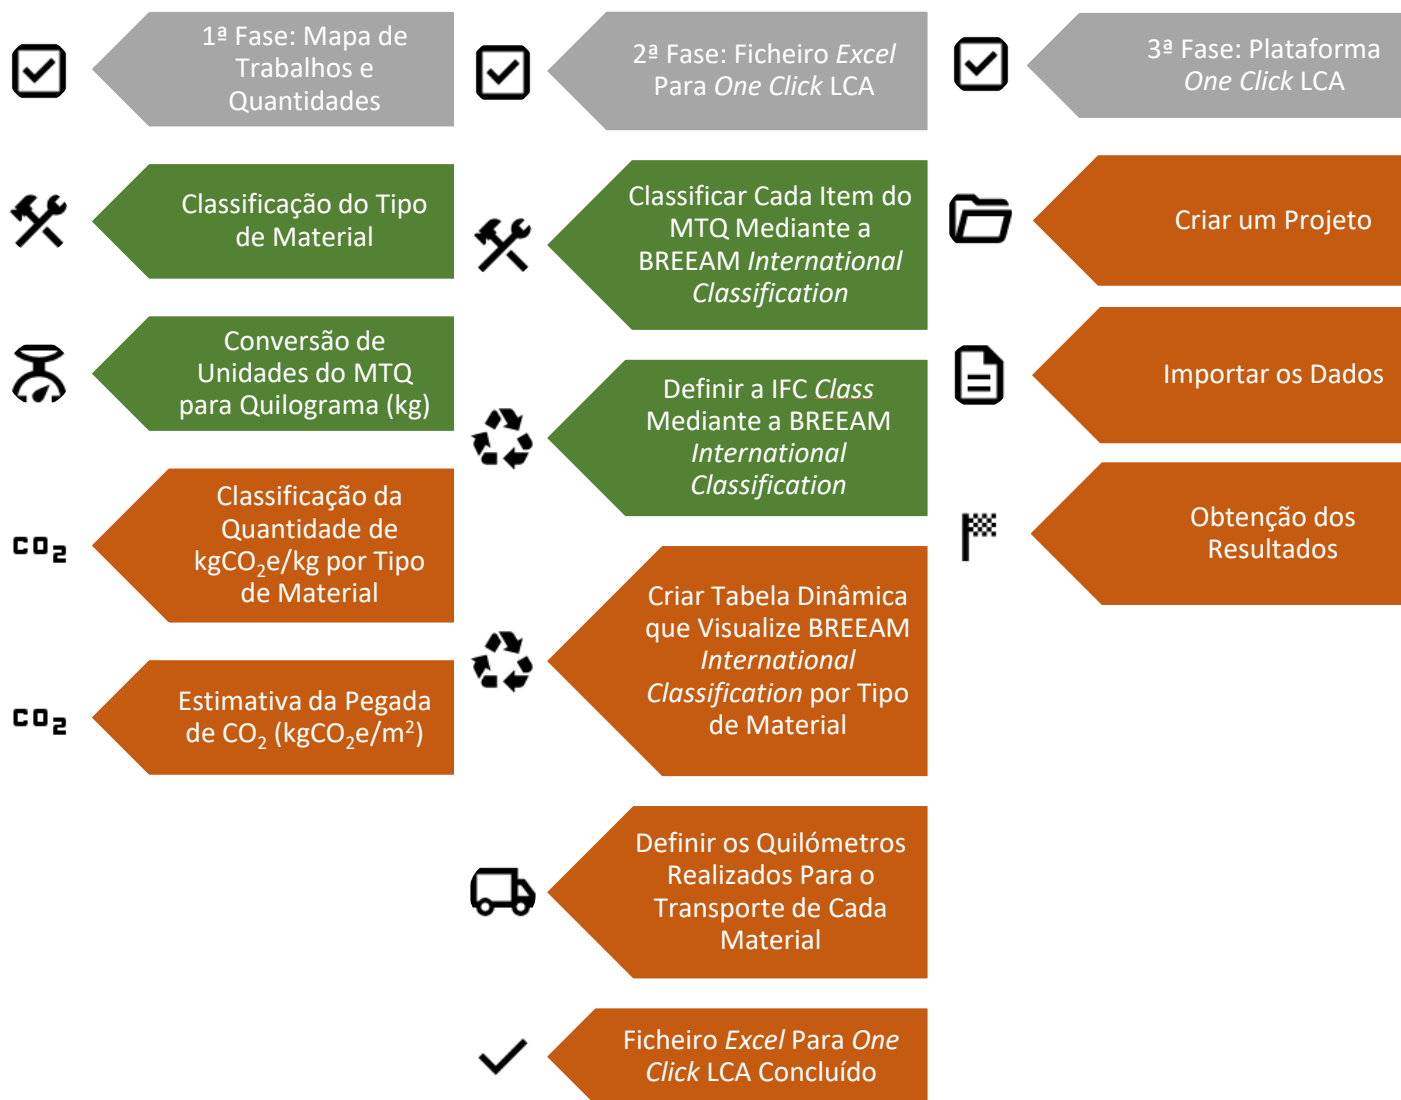 1ª Fase: Mapa de
Trabalhos e
Quantidades
Classificação do Tipo
de Material
Conversão de
Unidades do MTQ
para Quilograma (kg)
CO₂
Classificação da
Quantidade de
kgCO₂e/kg por Tipo
de Material
CO₂
Estimativa da Pegada
de CO₂ (kgCO₂e/m²)
2ª Fase: Ficheiro Excel
Para One Click LCA
Classificar Cada Item do
MTQ Mediante a
BREEAM International
Classification
Definir a IFC Class
Mediante a BREEAM
International
Classification
Criar Tabela Dinâmica
que Visualize BREEAM
International
Classification por Tipo
de Material
Definir os Quilómetros
Realizados Para o
Transporte de Cada
Material
Ficheiro Excel Para One
Click LCA Concluído
3ª Fase: Plataforma
One Click LCA
Criar um Projeto
Importar os Dados
Obtenção dos
Resultados